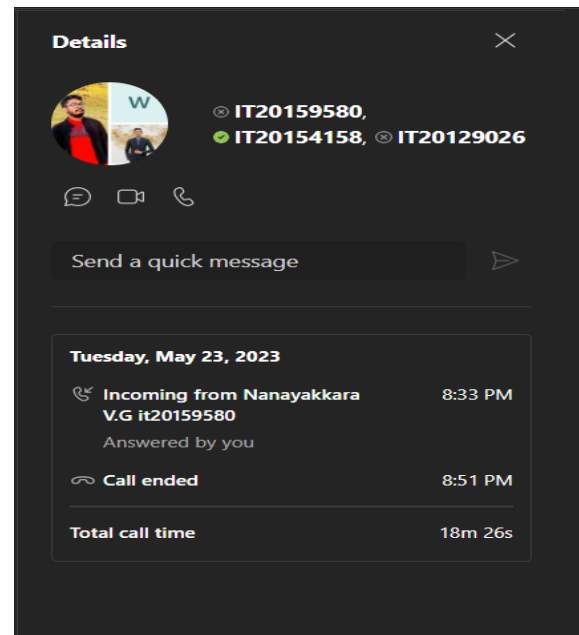 Details
W
IT20159580,
IT20154158, IT20129026
Send a quick message
Tuesday, May 23, 2023
Incoming from Nanayakkara 8:33 PM
V.G it20159580
Answered by you
Call ended 8:51 PM
Total call time 18m 26s